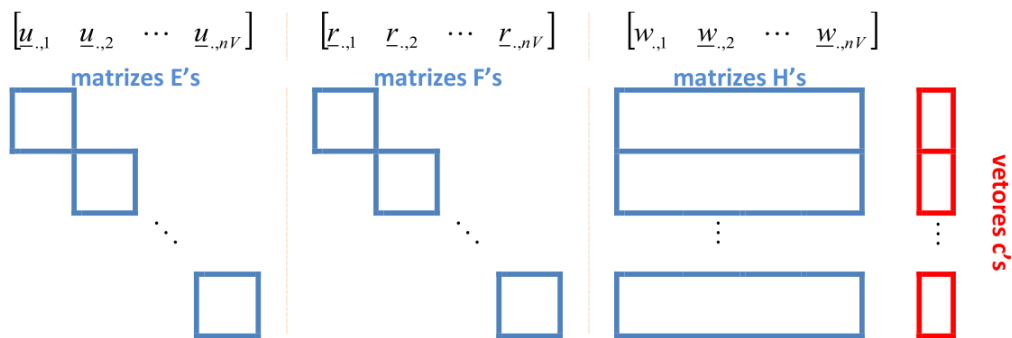 [u.,1 u.,2 ⋯ u.,nV] [r.,1 r.,2 ⋯ r.,nV] [w.,1 w.,2 ⋯ w.,nV]
matrizes E's matrizes F's matrizes H's
vetores c's